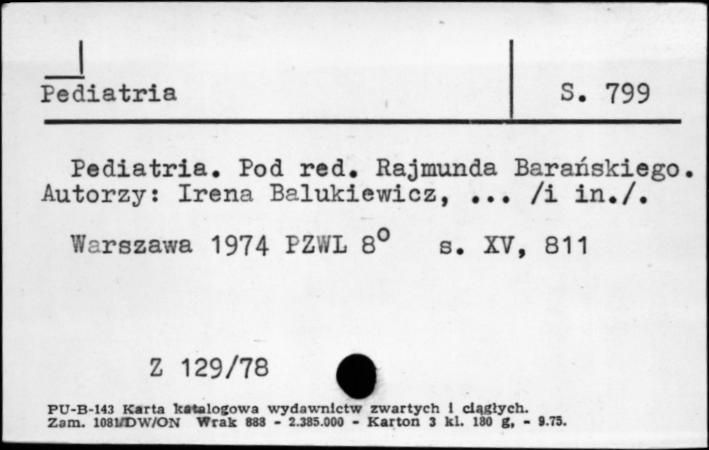 Pediatria S. 799
Pediatria. Pod red. Rajmunda Barańskiego.
Autorzy: Irena Balukiewicz, ... /i in./.
Warszawa 1974 PZWL 8° s. XV, 811
Z 129/78
PU-B-143 Karta katalogowa wydawnictw zwartych i ciągłych.
Zam. 1081/DW/ON Wrak 888 - 2.385.000 - Karton 3 kl. 180 g, - 9.75.